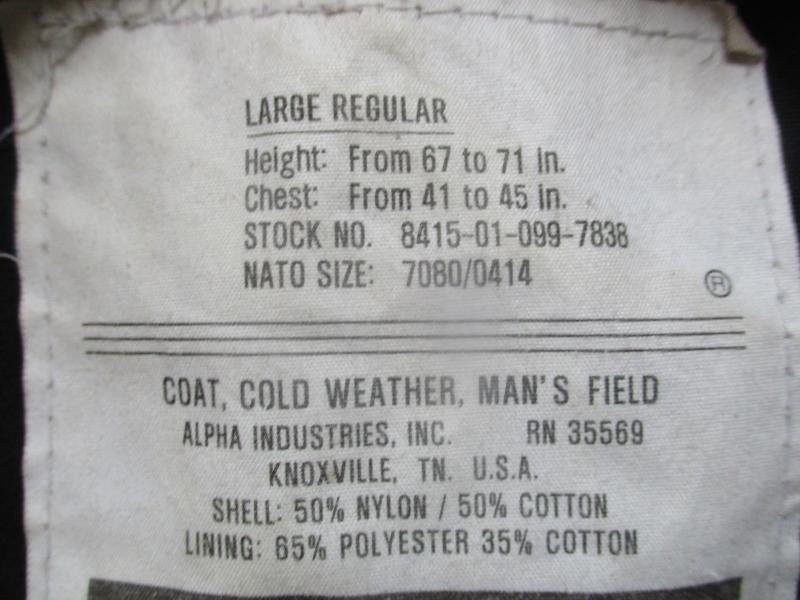 LARGE REGULAR
Height: From 67 to 71 in.
Chest: From 41 to 45 in.
STOCK NO. 8415-01-099-7838
NATO SIZE: 7080/0414
®
COAT, COLD WEATHER, MAN'S FIELD
ALPHA INDUSTRIES, INC. RN 35569
KNOXVILLE, TN. U.S.A.
SHELL: 50% NYLON / 50% COTTON
LINING: 65% POLYESTER 35% COTTON